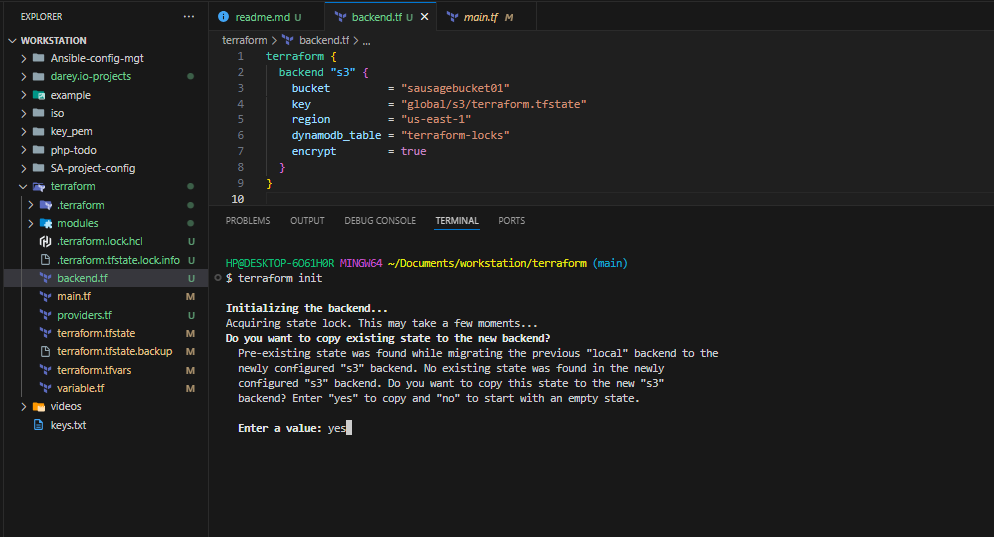 EXPLORER
WORKSTATION
Ansible-config-mgt
darey.io-projects
example
iso
key_pem
php-todo
SA-project-config
terraform
.terraform
modules
.terraform.lock.hcl U
.terraform.tfstate.lock.info U
backend.tf U
main.tf M
providers.tf U
terraform.tfstate M
terraform.tfstate.backup M
terraform.tfvars M
variable.tf M
videos
keys.txt
readme.md U
backend.tf U
main.tf M
terraform > backend.tf > ...
1 terraform {
2 backend "s3" {
3 bucket = "sausagebucket01"
4 key = "global/s3/terraform.tfstate"
5 region = "us-east-1"
6 dynamodb_table = "terraform-locks"
7 encrypt = true
8 }
9 }
10
PROBLEMS OUTPUT DEBUG CONSOLE TERMINAL PORTS
HP@DESKTOP-6O61H0R MINGW64 ~/Documents/workstation/terraform (main)
$ terraform init
Initializing the backend...
Acquiring state lock. This may take a few moments...
Do you want to copy existing state to the new backend?
Pre-existing state was found while migrating the previous "local" backend to the
newly configured "s3" backend. No existing state was found in the newly
configured "s3" backend. Do you want to copy this state to the new "s3"
backend? Enter "yes" to copy and "no" to start with an empty state.
Enter a value: yes